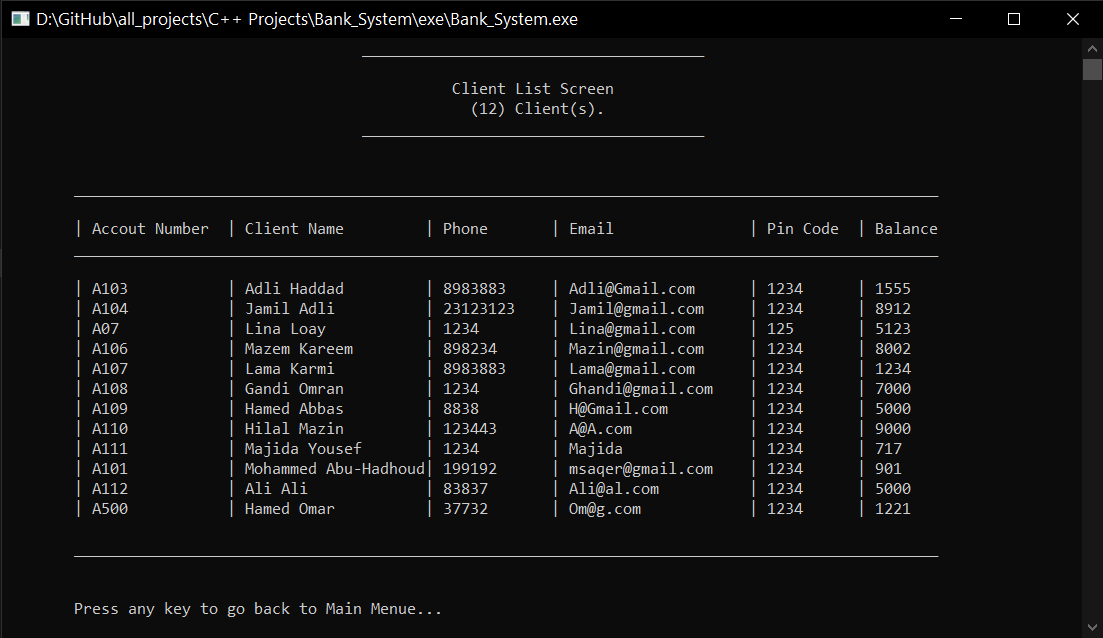 D:\GitHub\all_projects\C++ Projects\Bank_System\exe\Bank_System.exe
Client List Screen
(12) Client(s).
| Accout Number | Client Name | Phone | Email | Pin Code | Balance
| A103 | Adli Haddad | 8983883 | Adli@Gmail.com | 1234 | 1555
| A104 | Jamil Adli | 23123123 | Jamil@gmail.com | 1234 | 8912
| A07 | Lina Loay | 1234 | Lina@gmail.com | 125 | 5123
| A106 | Mazem Kareem | 898234 | Mazin@gmail.com | 1234 | 8002
| A107 | Lama Karmi | 8983883 | Lama@gmail.com | 1234 | 1234
| A108 | Gandi Omran | 1234 | Ghandi@gmail.com | 1234 | 7000
| A109 | Hamed Abbas | 8838 | H@Gmail.com | 1234 | 5000
| A110 | Hilal Mazin | 123443 | A@A.com | 1234 | 9000
| A111 | Majida Yousef | 1234 | Majida | 1234 | 717
| A101 | Mohammed Abu-Hadhoud| 199192 | msaqer@gmail.com | 1234 | 901
| A112 | Ali Ali | 83837 | Ali@al.com | 1234 | 5000
| A500 | Hamed Omar | 37732 | Om@g.com | 1234 | 1221
Press any key to go back to Main Menue...